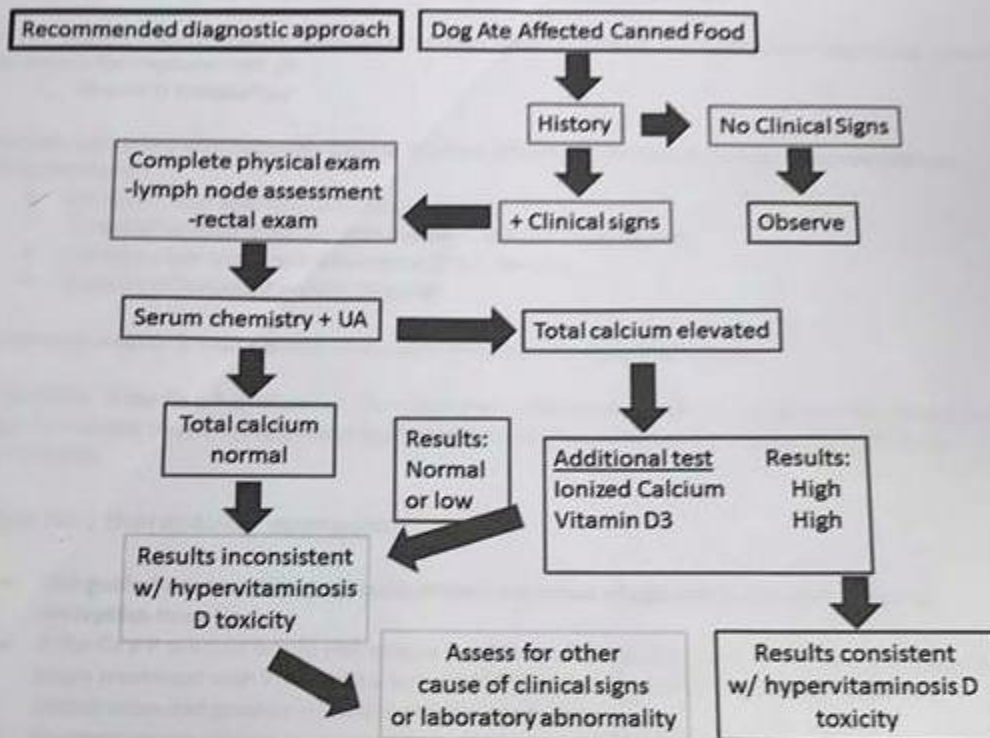 Recommended diagnostic approach
Dog Ate Affected Canned Food
History
No Clinical Signs
Complete physical exam
-lymph node assessment
-rectal exam
+ Clinical signs
Observe
Serum chemistry + UA
Total calcium elevated
Total calcium
normal
Results:
Normal
or low
Additional test Results:
Ionized Calcium High
Vitamin D3 High
Results inconsistent
w/ hypervitaminosis
D toxicity
Assess for other
cause of clinical signs
or laboratory abnormality
Results consistent
w/ hypervitaminosis D
toxicity